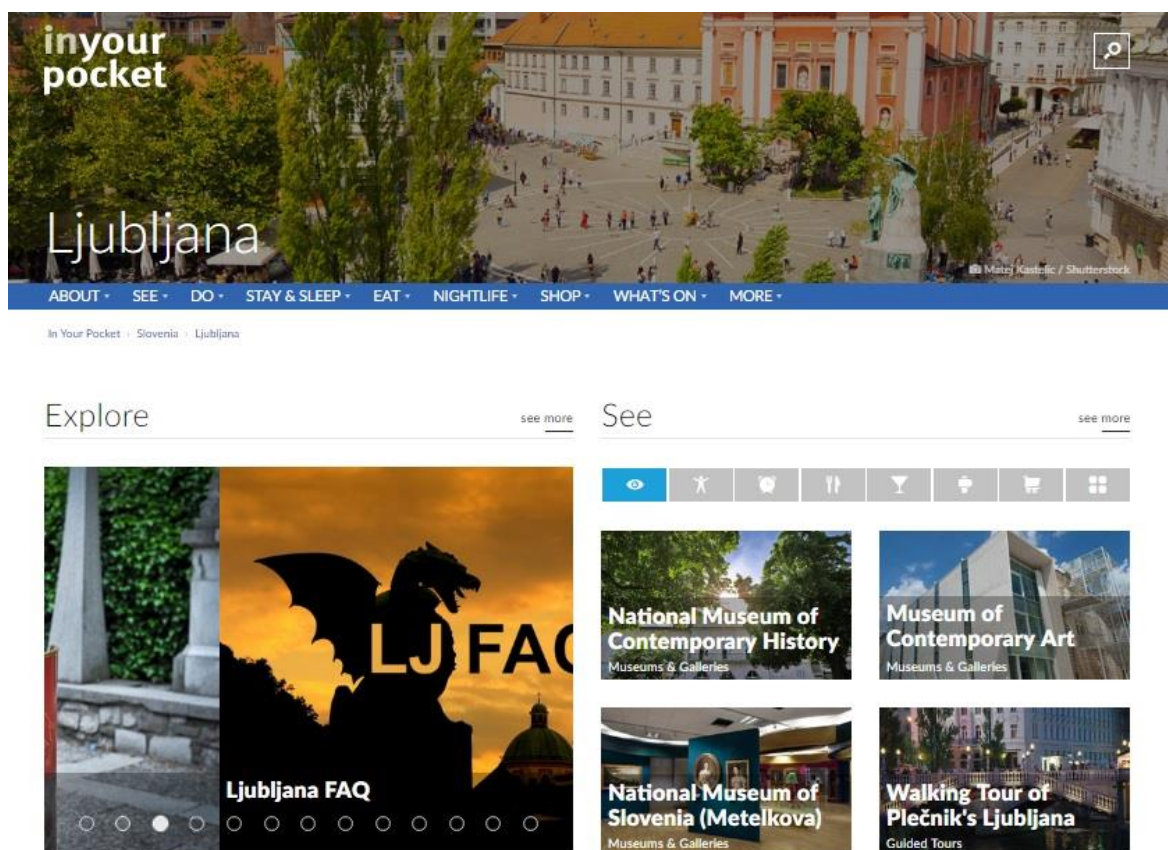 inyour
pocket
Ljubljana
Matej Kastelic / Shutterstock
ABOUT SEE DO STAY & SLEEP EAT NIGHTLIFE SHOP WHAT'S ON MORE
In Your Pocket Slovenia Ljubljana
Explore
see more
LJ FAQ
Ljubljana FAQ
See
see more
National Museum of
Contemporary History
Museums & Galleries
Museum of
Contemporary Art
Museums & Galleries
National Museum of
Slovenia (Metelkova)
Museums & Galleries
Walking Tour of
Plečnik's Ljubljana
Guided Tours